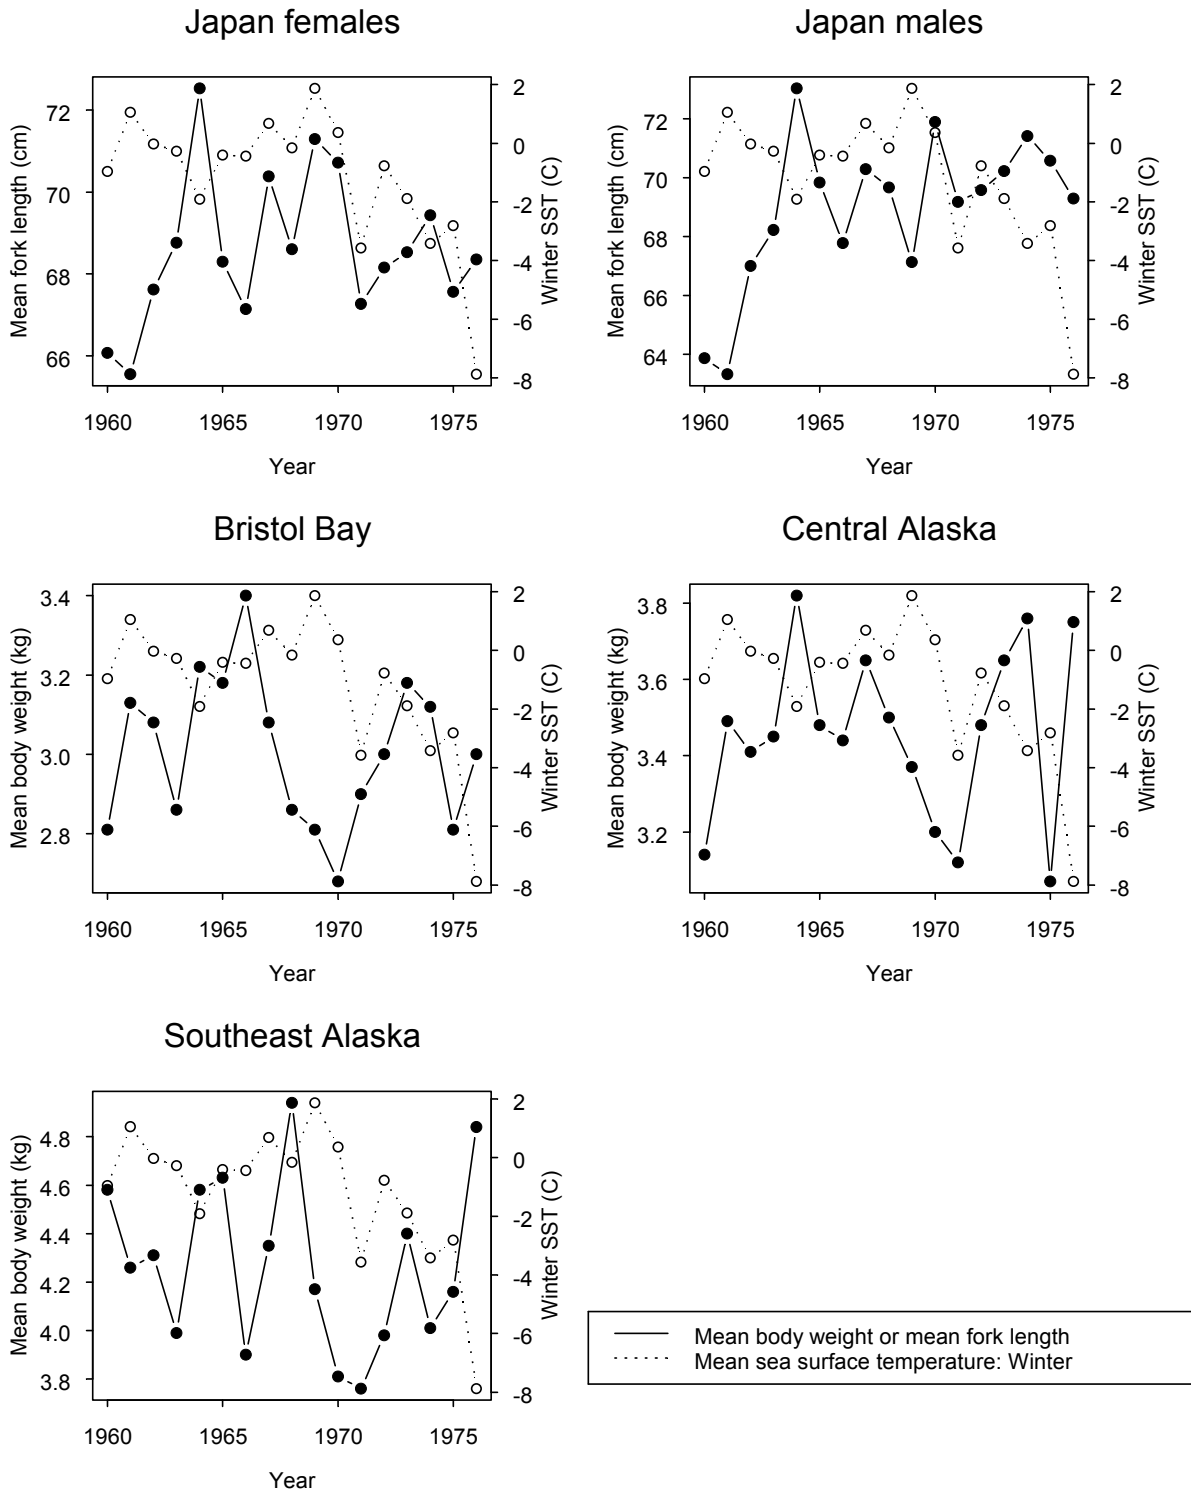 Japan females
Mean fork length (cm)
72
70
68
66
2
0
-2
-4
-6
-8
Winter SST (C)
1960 1965 1970 1975
Year
Japan males
Mean fork length (cm)
72
70
68
66
64
2
0
-2
-4
-6
-8
Winter SST (C)
1960 1965 1970 1975
Year
Bristol Bay
Mean body weight (kg)
3.4
3.2
3.0
2.8
2
0
-2
-4
-6
-8
Winter SST (C)
1960 1965 1970 1975
Year
Central Alaska
Mean body weight (kg)
3.8
3.6
3.4
3.2
2
0
-2
-4
-6
-8
Winter SST (C)
1960 1965 1970 1975
Year
Southeast Alaska
Mean body weight (kg)
4.8
4.6
4.4
4.2
4.0
3.8
2
0
-2
-4
-6
-8
Winter SST (C)
1960 1965 1970 1975
Year
Mean body weight or mean fork length
Mean sea surface temperature: Winter